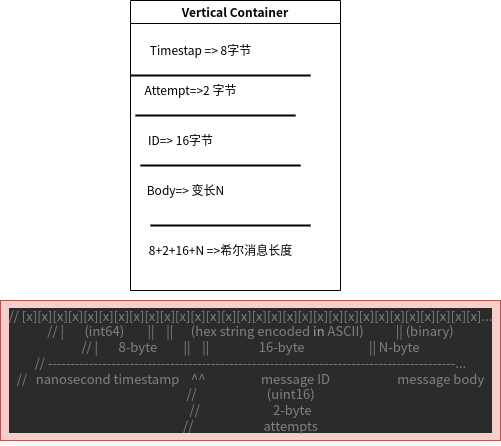 Vertical Container
Timestap => 8字节
Attempt=>2 字节
ID=> 16字节
Body=> 变长N
8+2+16+N =>希尔消息长度
// [x][x][x][x][x][x][x][x][x][x][x][x][x][x][x][x][x][x][x][x][x][x][x][x][x][x][x][x][x][x]...
// |       (int64)        ||    ||      (hex string encoded in ASCII)           || (binary)
// |       8-byte         ||    ||                 16-byte                      || N-byte
// ------------------------------------------------------------------------------------------...
//   nanosecond timestamp    ^^                   message ID                       message body
//                        (uint16)
//                         2-byte
//                        attempts